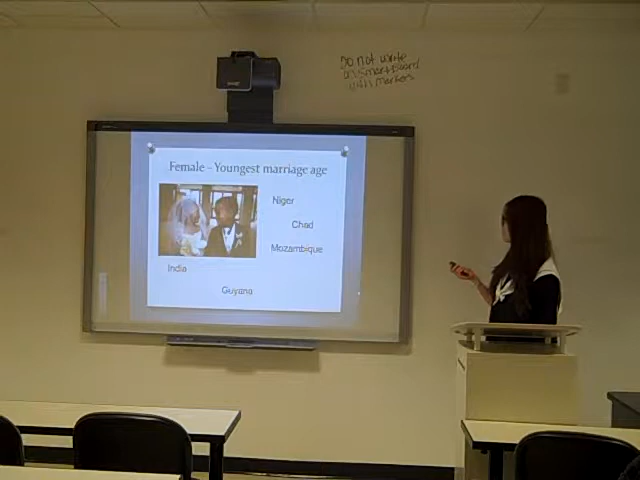 Do not write
on Smartboard
with markers
Female – Youngest marriage age
Niger
Chad
Mozambique
India
Guyana